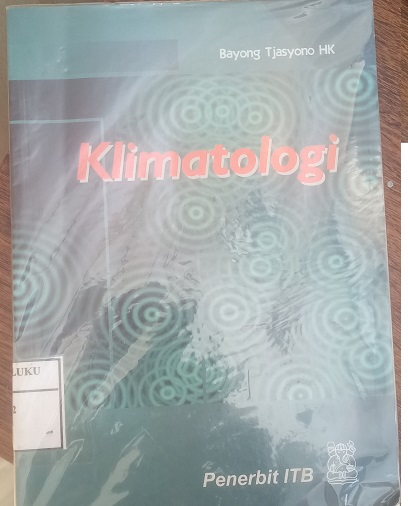 Bayong Tjasyono HK
Klimatologi
LUKU
Penerbit ITB